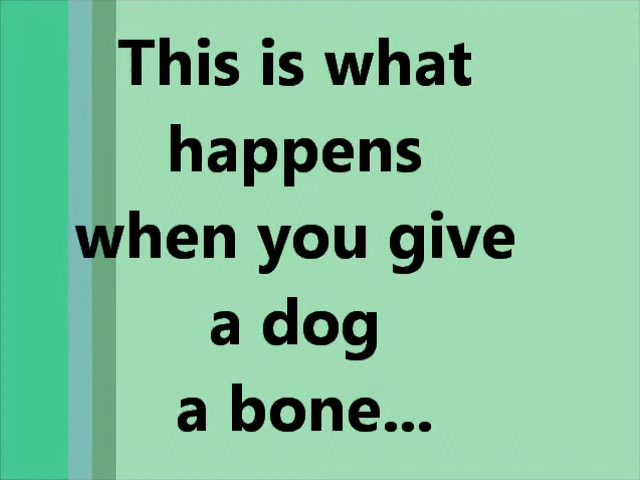 This is what
happens
when you give
a dog
a bone...